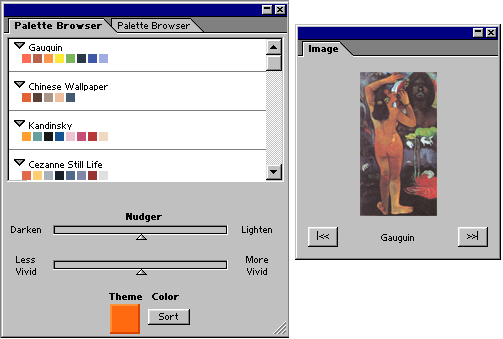 Palette Browser
Palette Browser
Gauguin
Chinese Wallpaper
Kandinsky
Cezanne Still Life
Nudger
Darken
Lighten
Less
Vivid
More
Vivid
Theme Color
Sort
Image
|<<
Gauguin
>>|